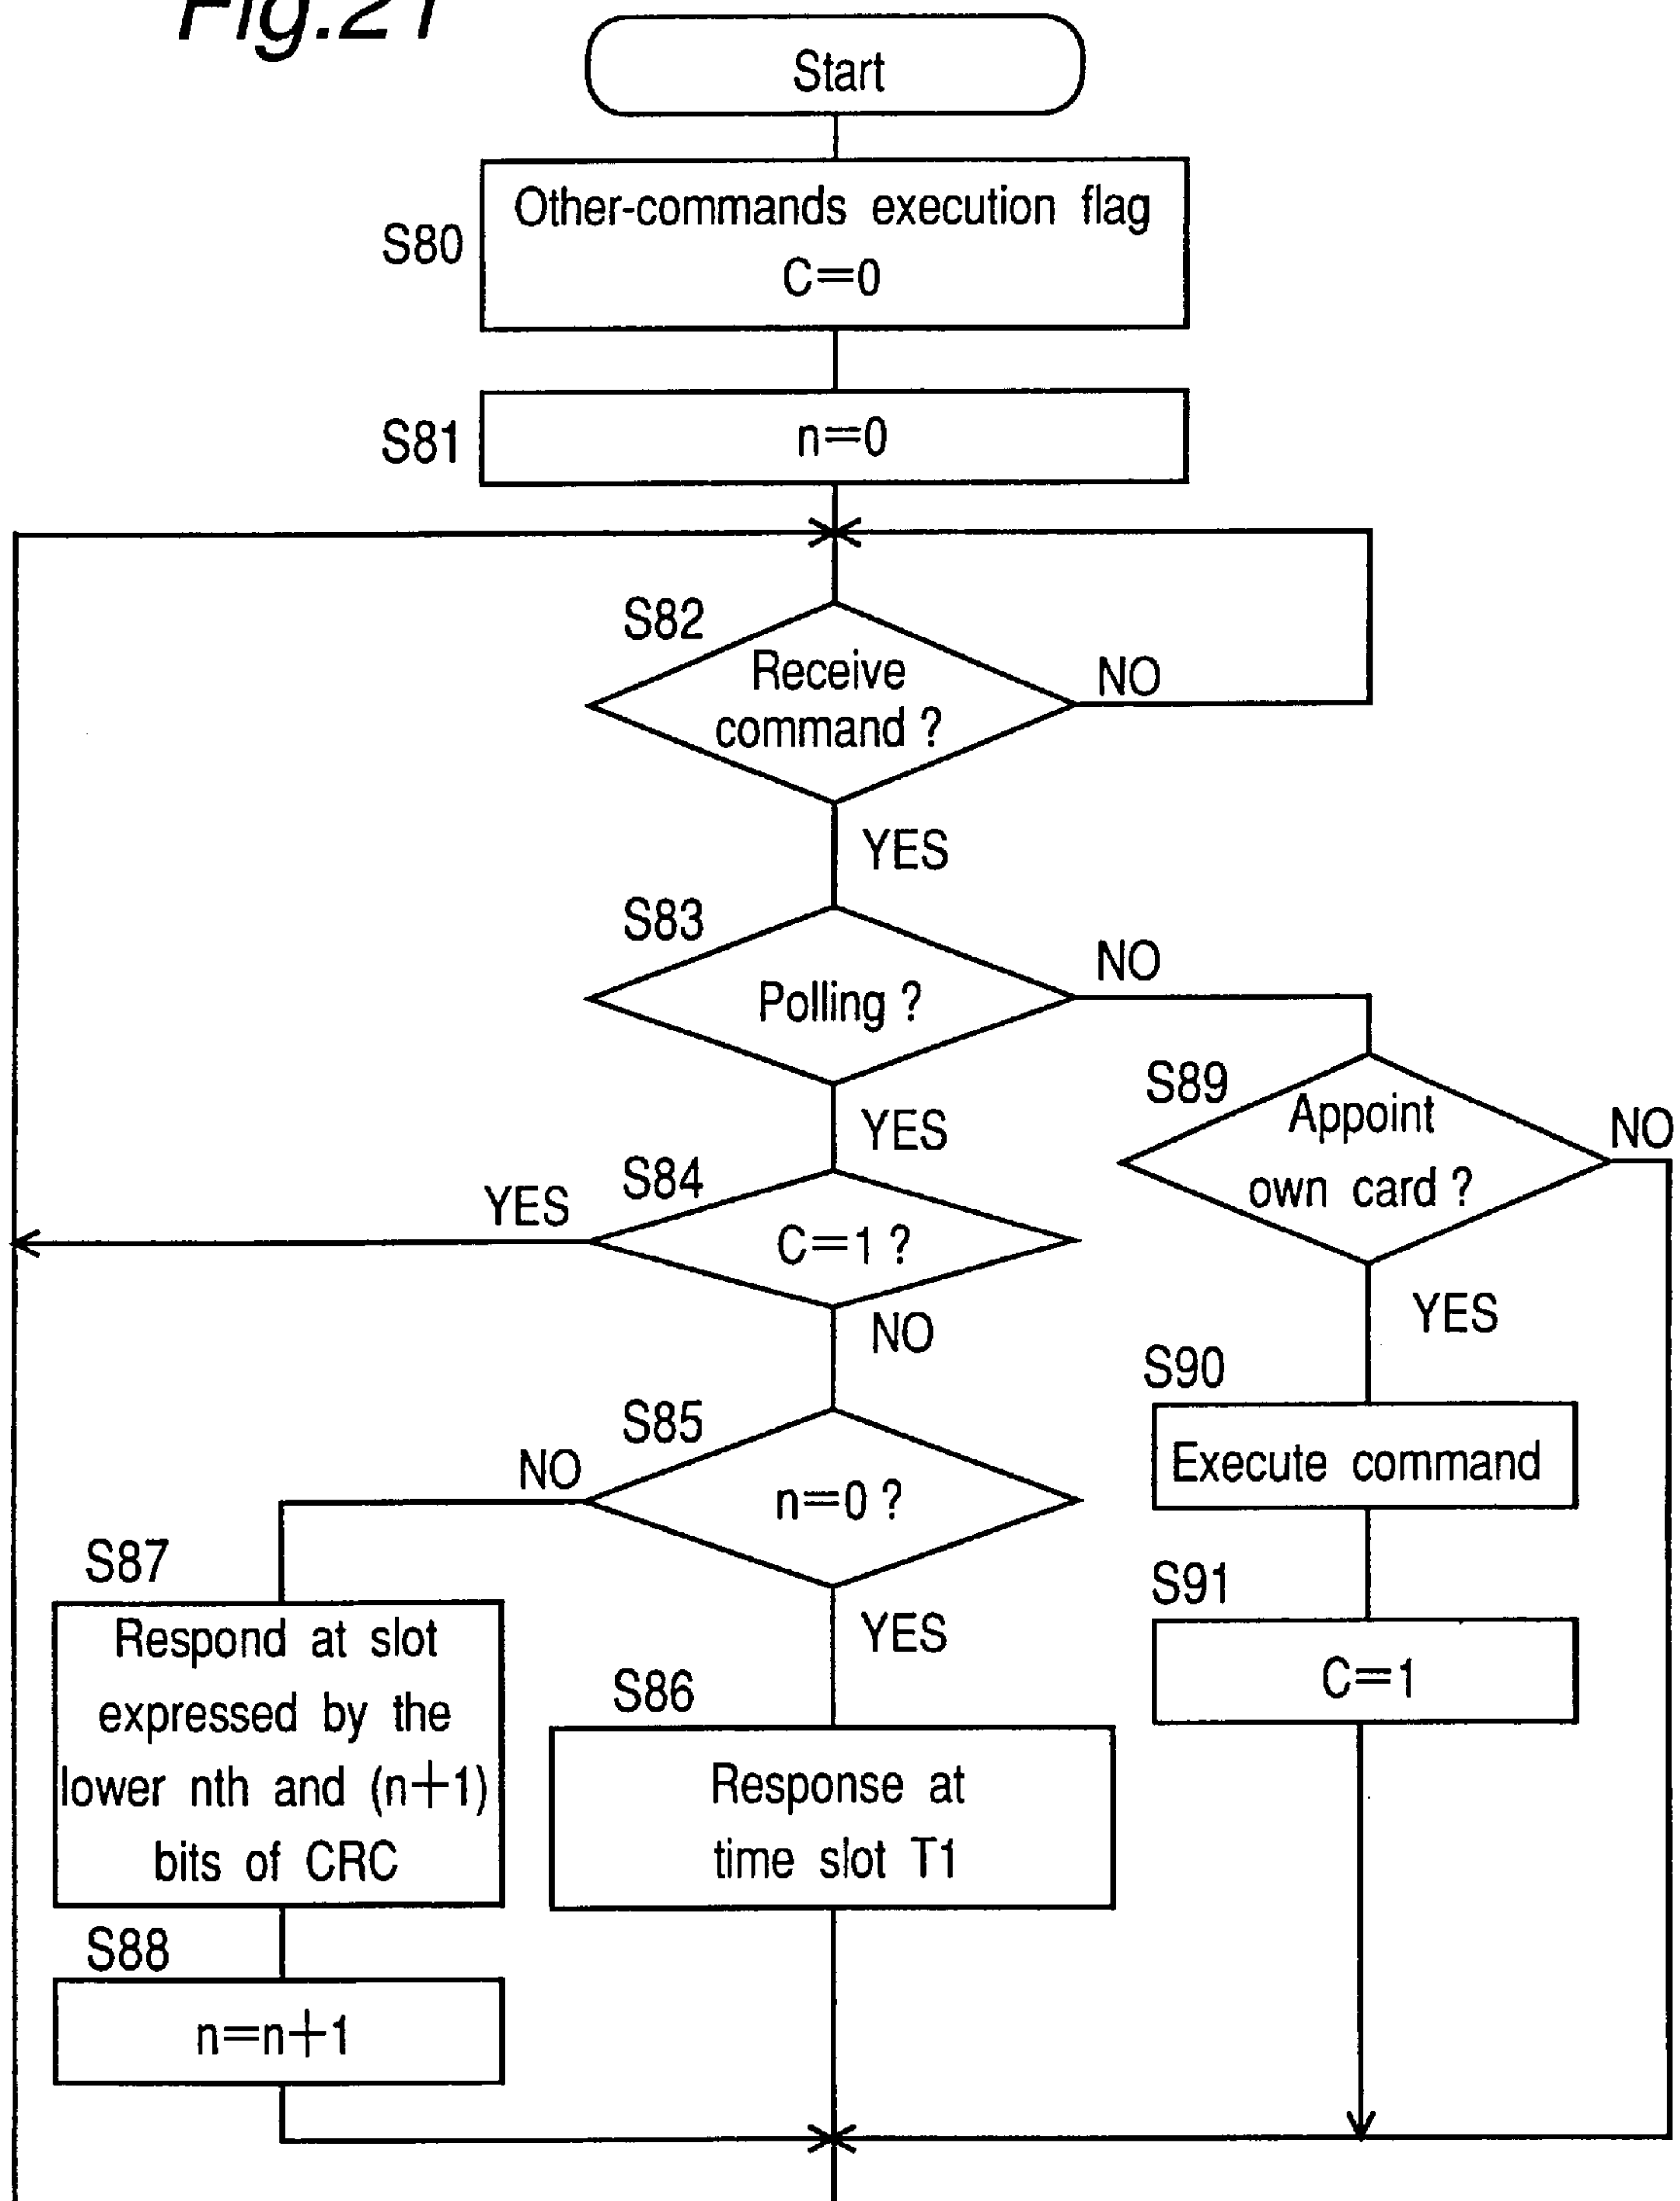 Fig.21
Start
S80
Other-commands execution flag
C=0
S81
n=0
S82
Receive
command ?
NO
YES
S83
Polling ?
NO
YES
S89
Appoint
own card ?
NO
YES
S84
C=1 ?
YES
NO
S90
Execute command
S85
n=0 ?
NO
YES
S91
C=1
S87
Respond at slot
expressed by the
lower nth and (n+1)
bits of CRC
S86
Response at
time slot T1
S88
n=n+1